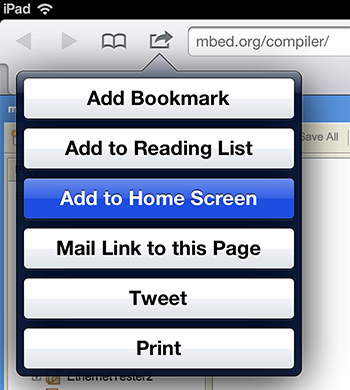 iPad
mbed.org/compiler/
Add Bookmark
Add to Reading List
Save All
Add to Home Screen
Mail Link to this Page
Tweet
Print
EthernetTester2